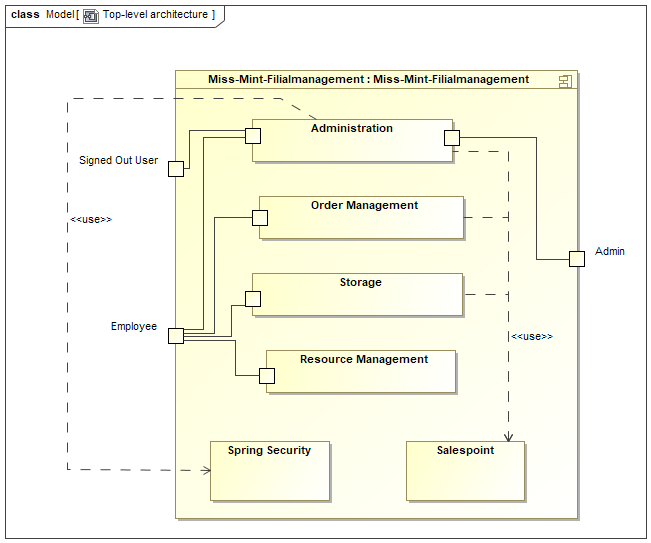 class Model[ Top-level architecture ]
Miss-Mint-Filialmanagement : Miss-Mint-Filialmanagement
Administration
Signed Out User
Order Management
<<use>>
Admin
Storage
Employee
<<use>>
Resource Management
Spring Security
Salespoint